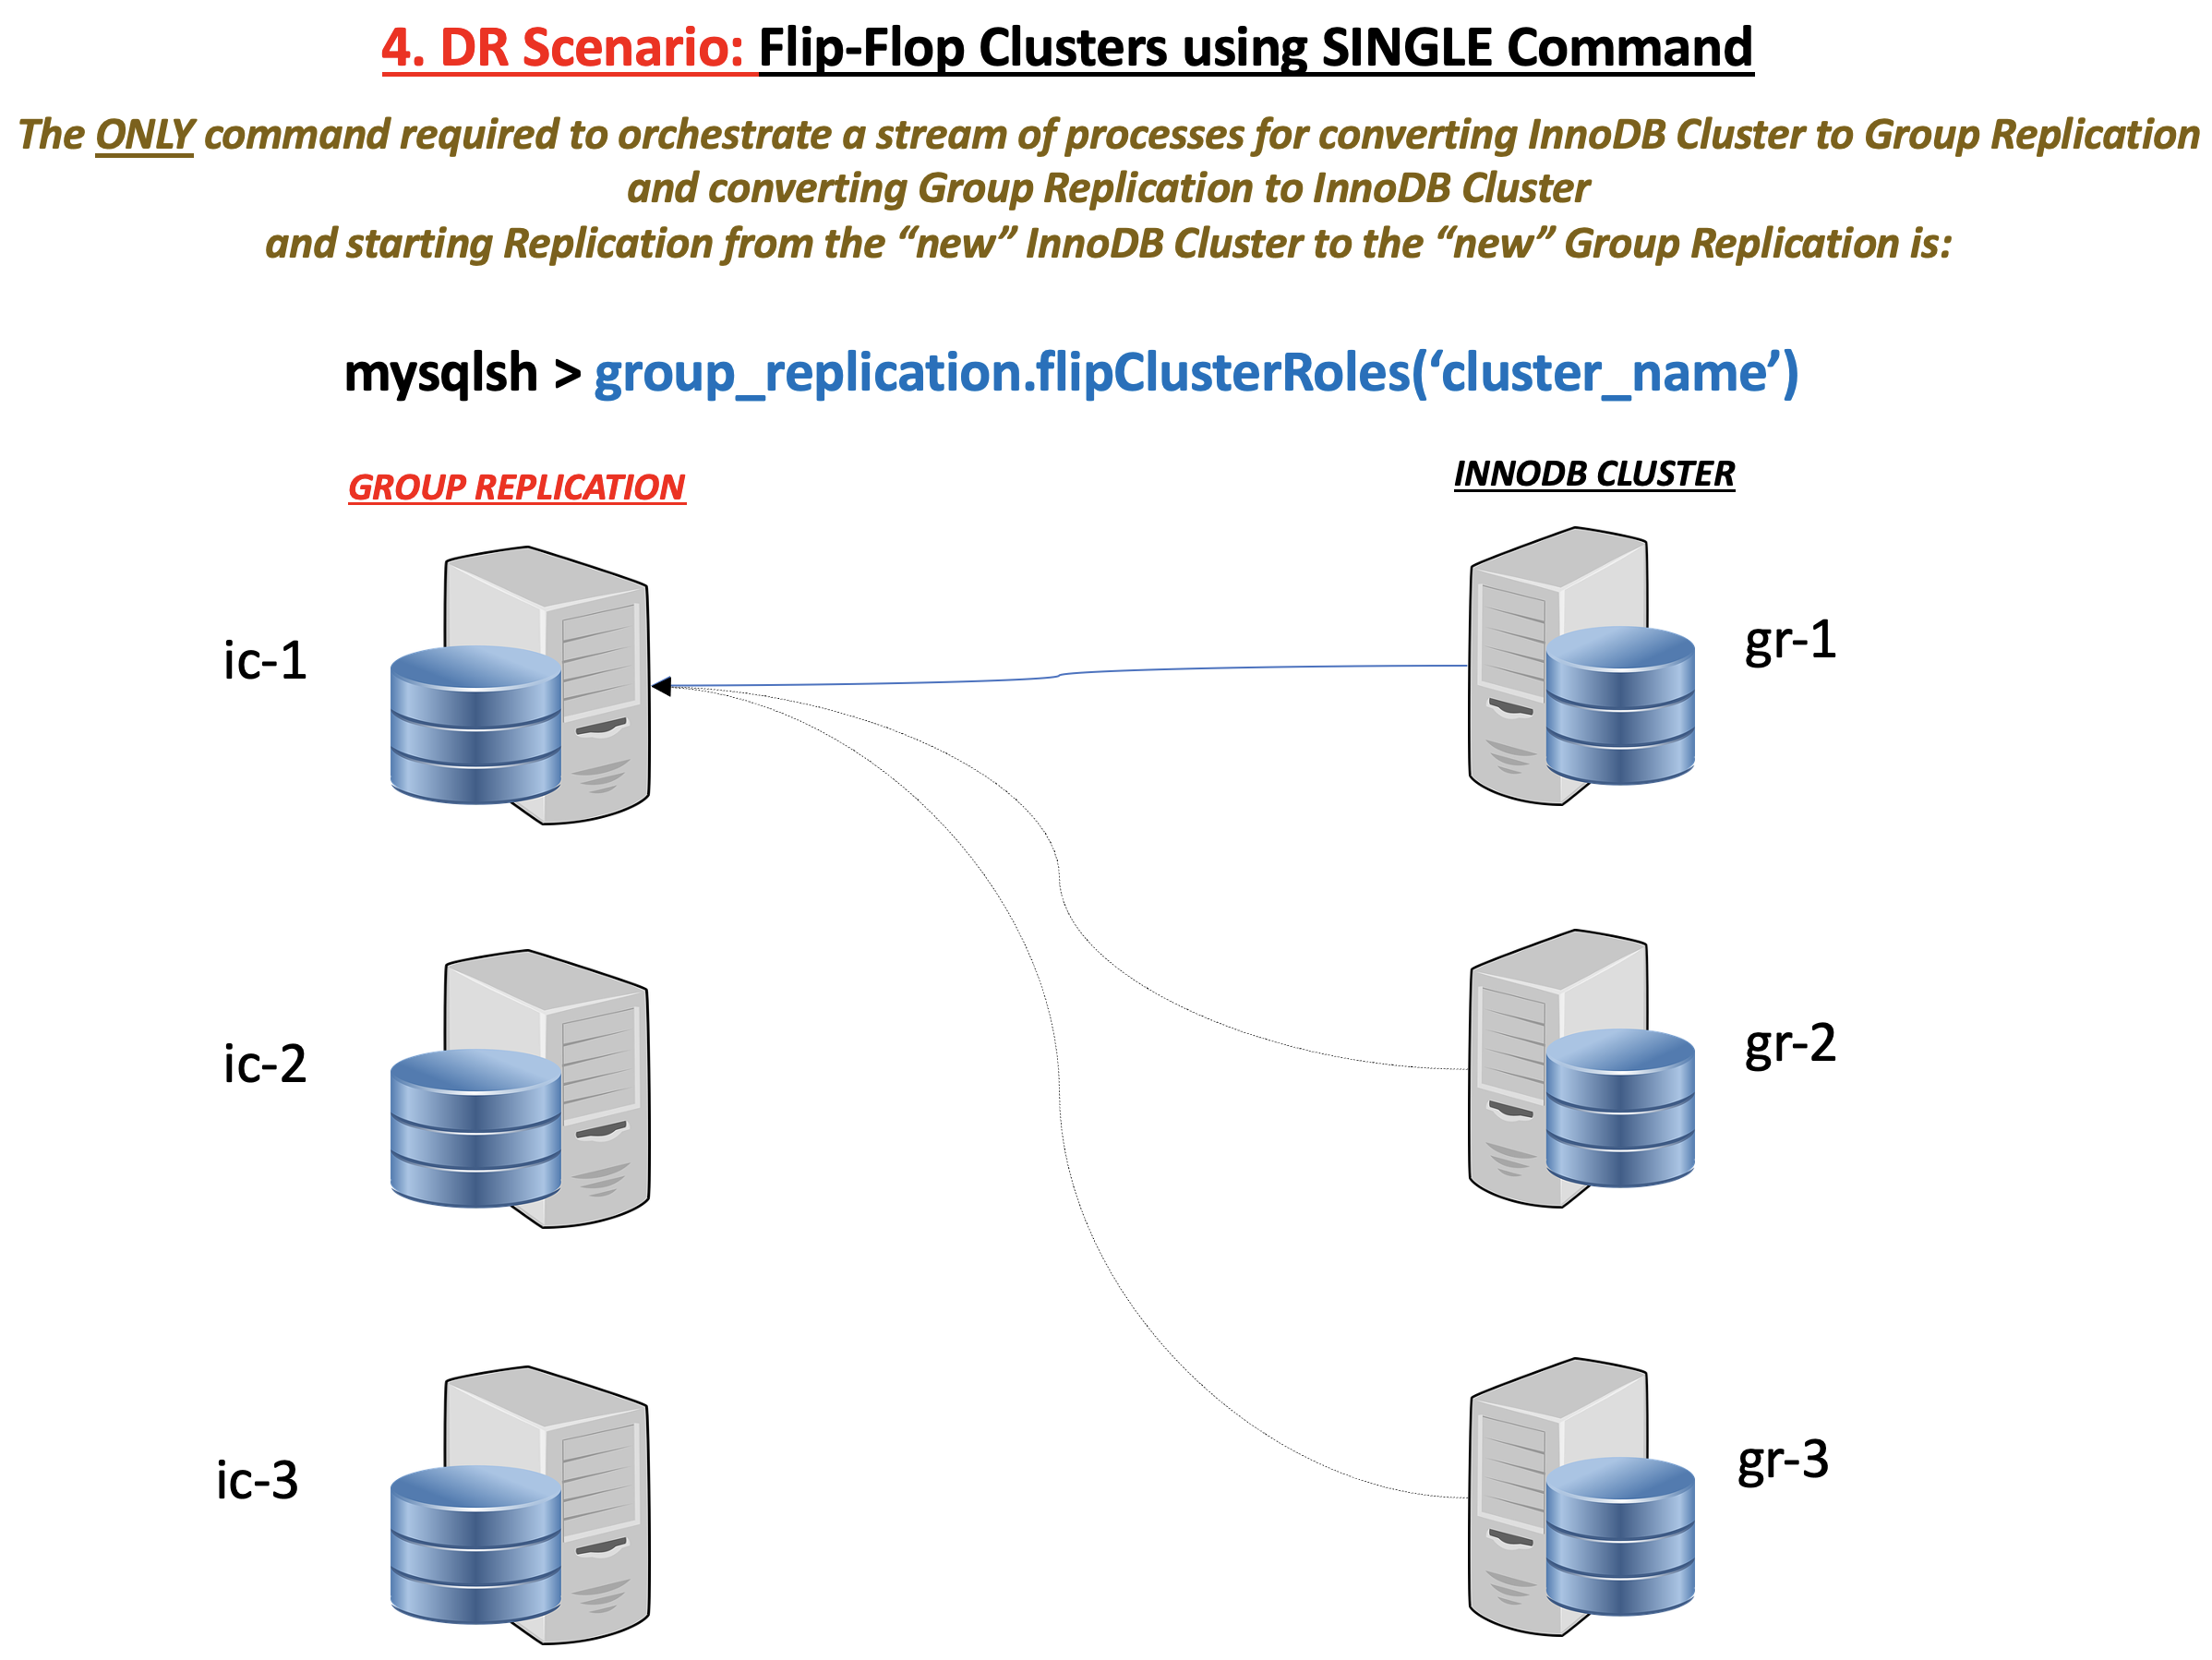 4. DR Scenario: Flip-Flop Clusters using SINGLE Command
The ONLY command required to orchestrate a stream of processes for converting InnoDB Cluster to Group Replication
and converting Group Replication to InnoDB Cluster
and starting Replication from the “new” InnoDB Cluster to the “new” Group Replication is:
mysqlsh > group_replication.flipClusterRoles(‘cluster_name’)
GROUP REPLICATION
INNODB CLUSTER
ic-1
gr-1
ic-2
gr-2
ic-3
gr-3